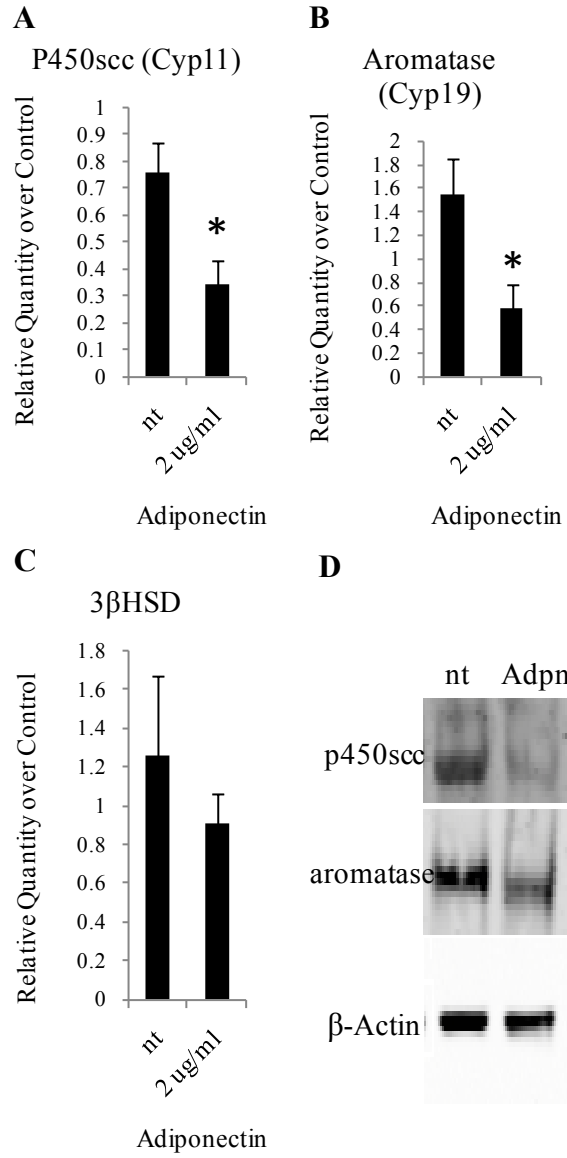 A
P450scc (Cyp11)
Relative Quantity over Control
1
0.9
0.8
0.7
0.6
0.5
0.4
0.3
0.2
0.1
0
*
nt
2 ug/ml
Adiponectin
B
Aromatase
(Cyp19)
Relative Quantity over Control
2
1.8
1.6
1.4
1.2
1
0.8
0.6
0.4
0.2
0
*
nt
2 ug/ml
Adiponectin
C
3βHSD
Relative Quantity over Control
1.8
1.6
1.4
1.2
1
0.8
0.6
0.4
0.2
0
nt
2 ug/ml
Adiponectin
D
nt Adpn
p450scc
aromatase
β-Actin